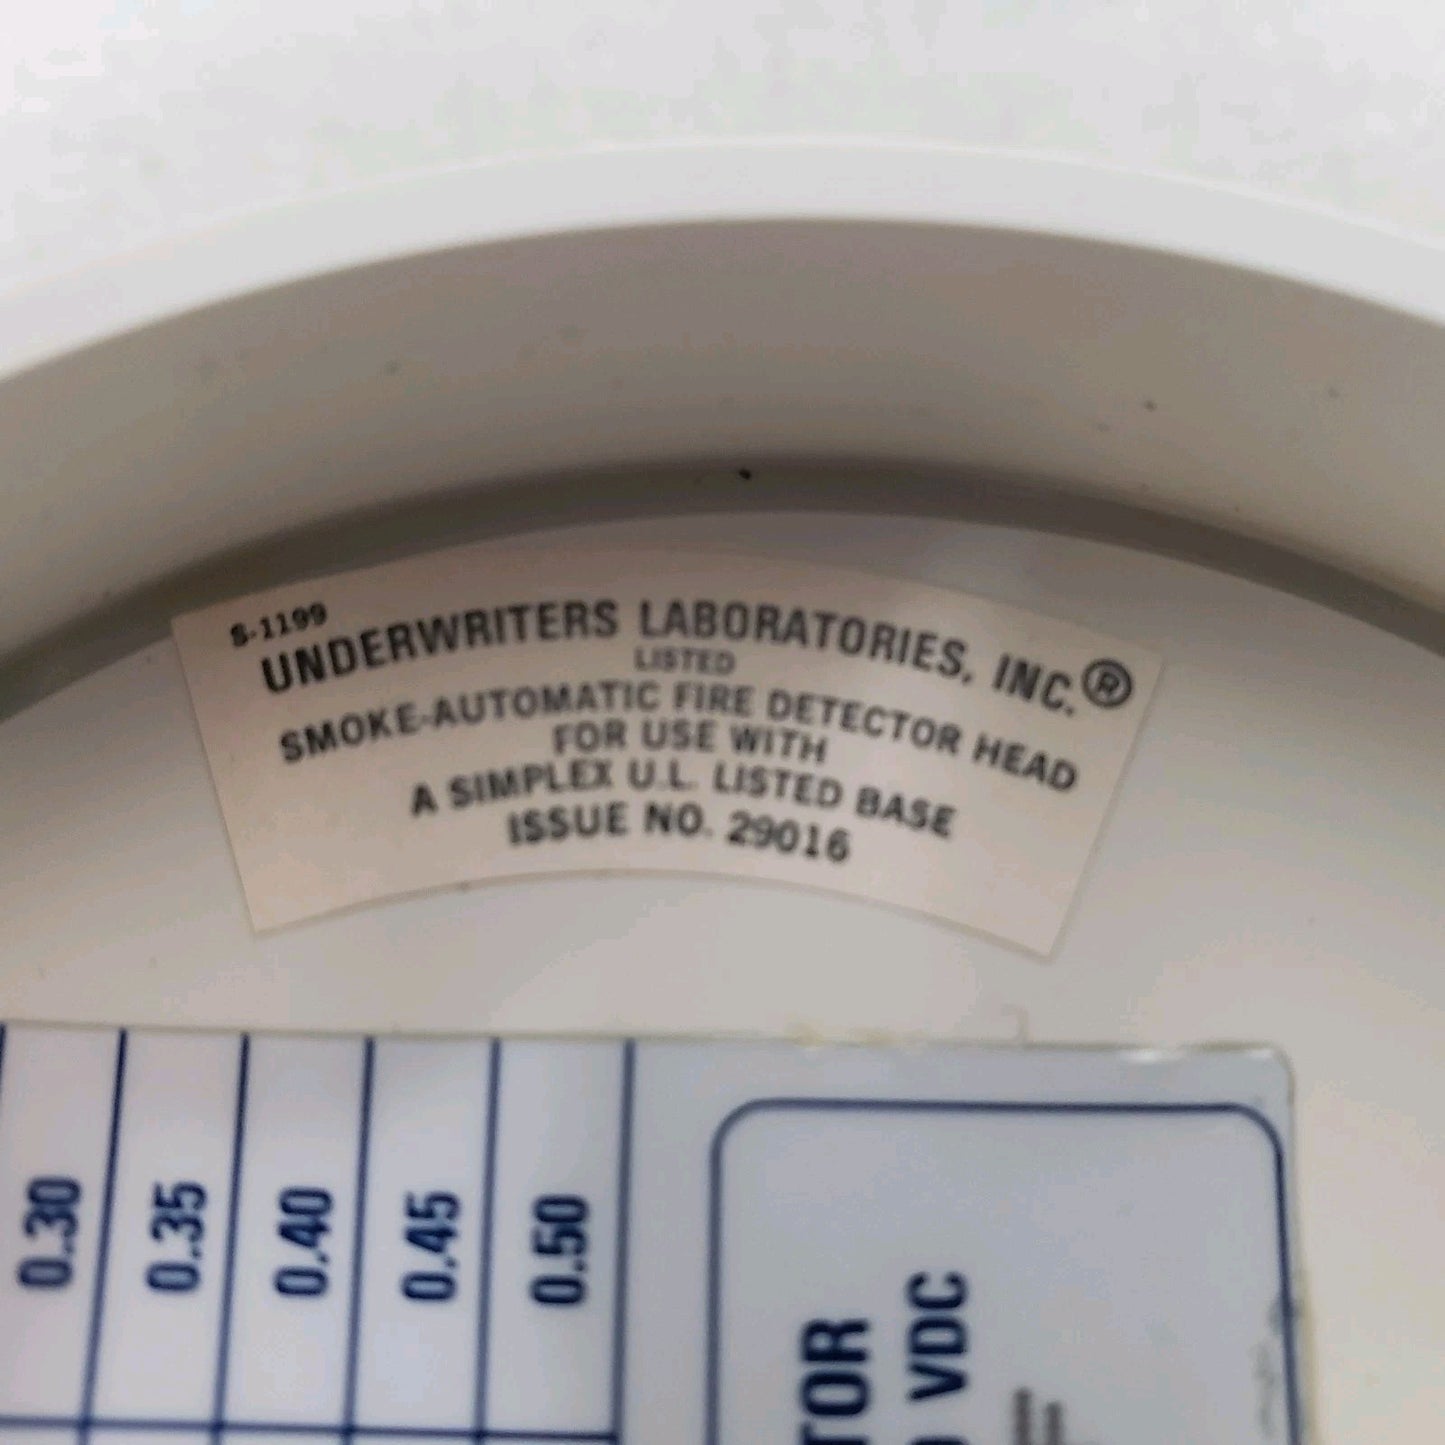 S-1199
UNDERWRITERS LABORATORIES, INC.®
LISTED
SMOKE-AUTOMATIC FIRE DETECTOR HEAD
FOR USE WITH
A SIMPLEX U.L. LISTED BASE
ISSUE NO. 29016
0.30
0.35
0.40
0.45
0.50
TOR
VDC